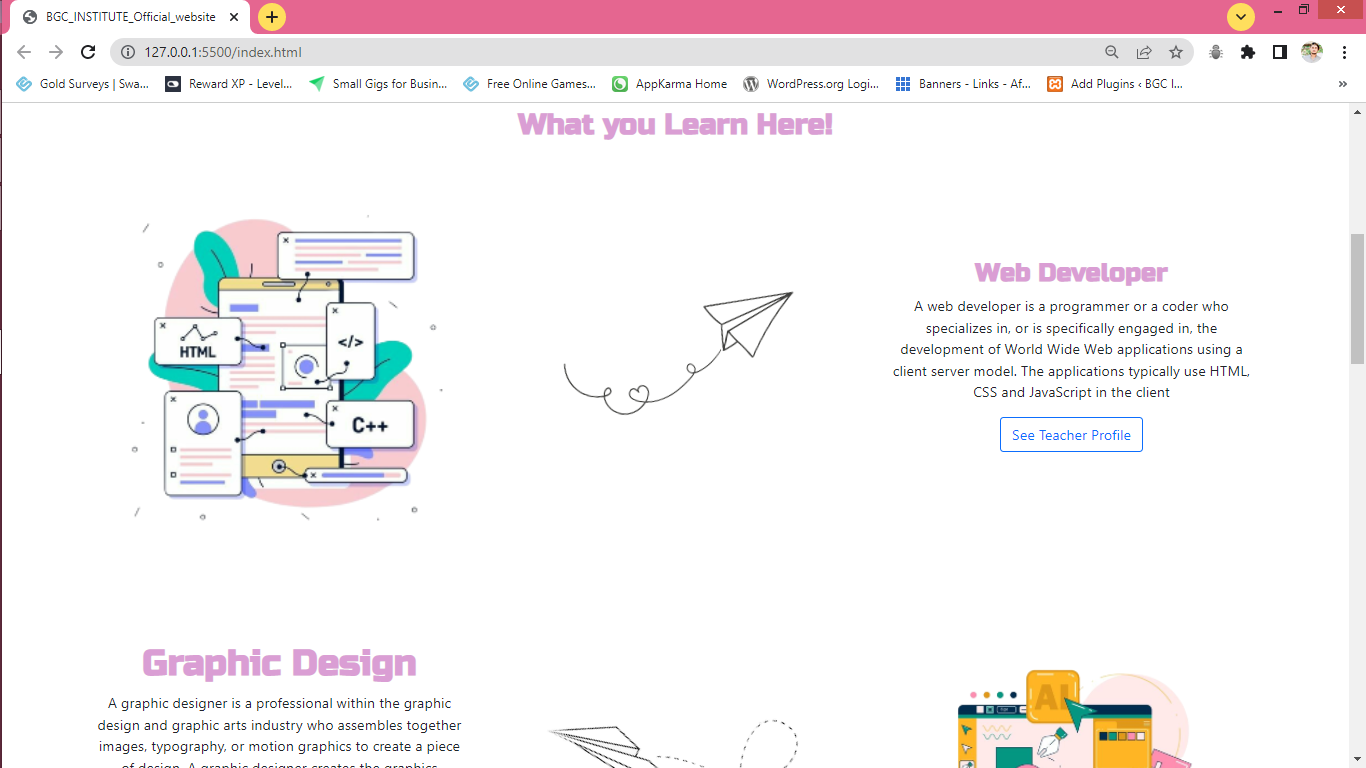 BGC_INSTITUTE_Official_website
127.0.0.1:5500/index.html
Gold Surveys | Swa...
Reward XP - Level...
Small Gigs for Busin...
Free Online Games...
AppKarma Home
WordPress.org Logi...
Banners - Links - Af...
Add Plugins ‹ BGC I...
»
What you Learn Here!
HTML
</>
C++
Web Developer
A web developer is a programmer or a coder who
specializes in, or is specifically engaged in, the
development of World Wide Web applications using a
client server model. The applications typically use HTML,
CSS and JavaScript in the client
See Teacher Profile
Graphic Design
A graphic designer is a professional within the graphic
design and graphic arts industry who assembles together
images, typography, or motion graphics to create a piece
of design. A graphic designer creates the graphics
AI